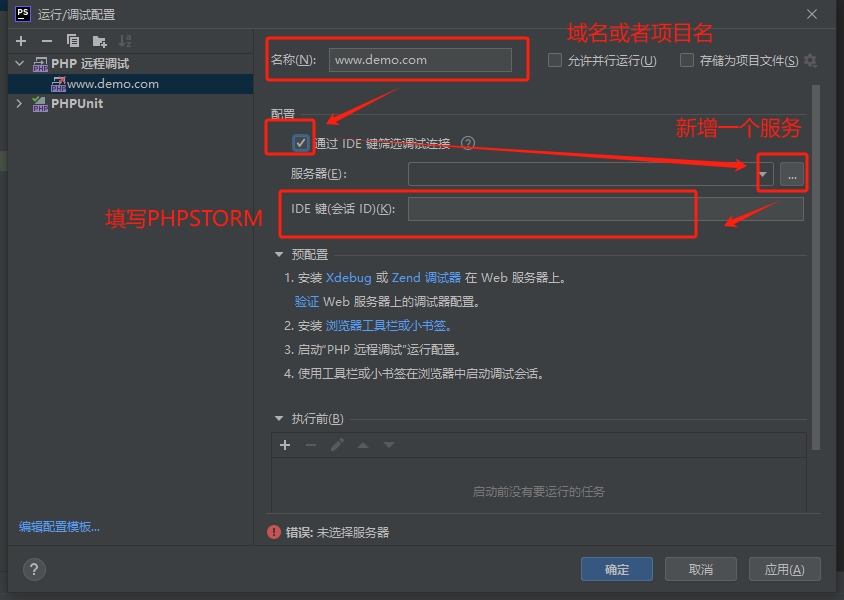 PS 运行/调试配置
域名或者项目名
PHP 远程调试
www.demo.com
PHPUnit
名称(N): www.demo.com 允许并行运行(U) 存储为项目文件(S)
配置
新增一个服务
通过 IDE 键筛选调试连接 ?
服务器(E): ...
填写PHPSTORM
IDE 键(会话 ID)(K):
预配置
1. 安装 Xdebug 或 Zend 调试器 在 Web 服务器上。
验证 Web 服务器上的调试器配置。
2. 安装 浏览器工具栏或小书签。
3. 启动“PHP 远程调试”运行配置。
4. 使用工具栏或小书签在浏览器中启动调试会话。
执行前(B)
启动前没有要运行的任务
编辑配置模板...
错误: 未选择服务器
? 确定 取消 应用(A)